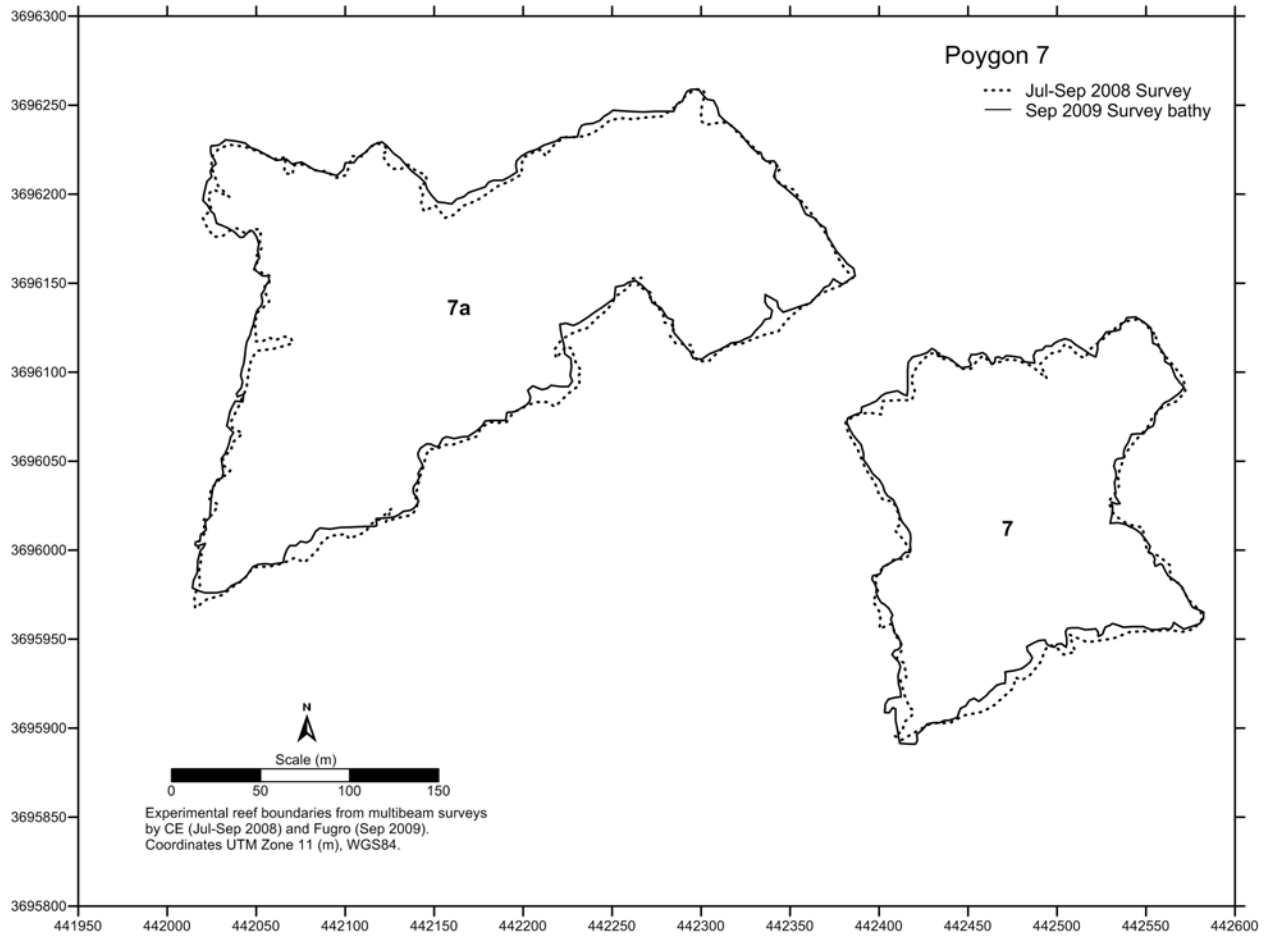 Poygon 7
Jul-Sep 2008 Survey
Sep 2009 Survey bathy
3696300
3696250
3696200
3696150
3696100
3696050
3696000
3695950
3695900
3695850
3695800
7a
7
N
Scale (m)
0 50 100 150
Experimental reef boundaries from multibeam surveys
by CE (Jul-Sep 2008) and Fugro (Sep 2009).
Coordinates UTM Zone 11 (m), WGS84.
441950 442000 442050 442100 442150 442200 442250 442300 442350 442400 442450 442500 442550 442600